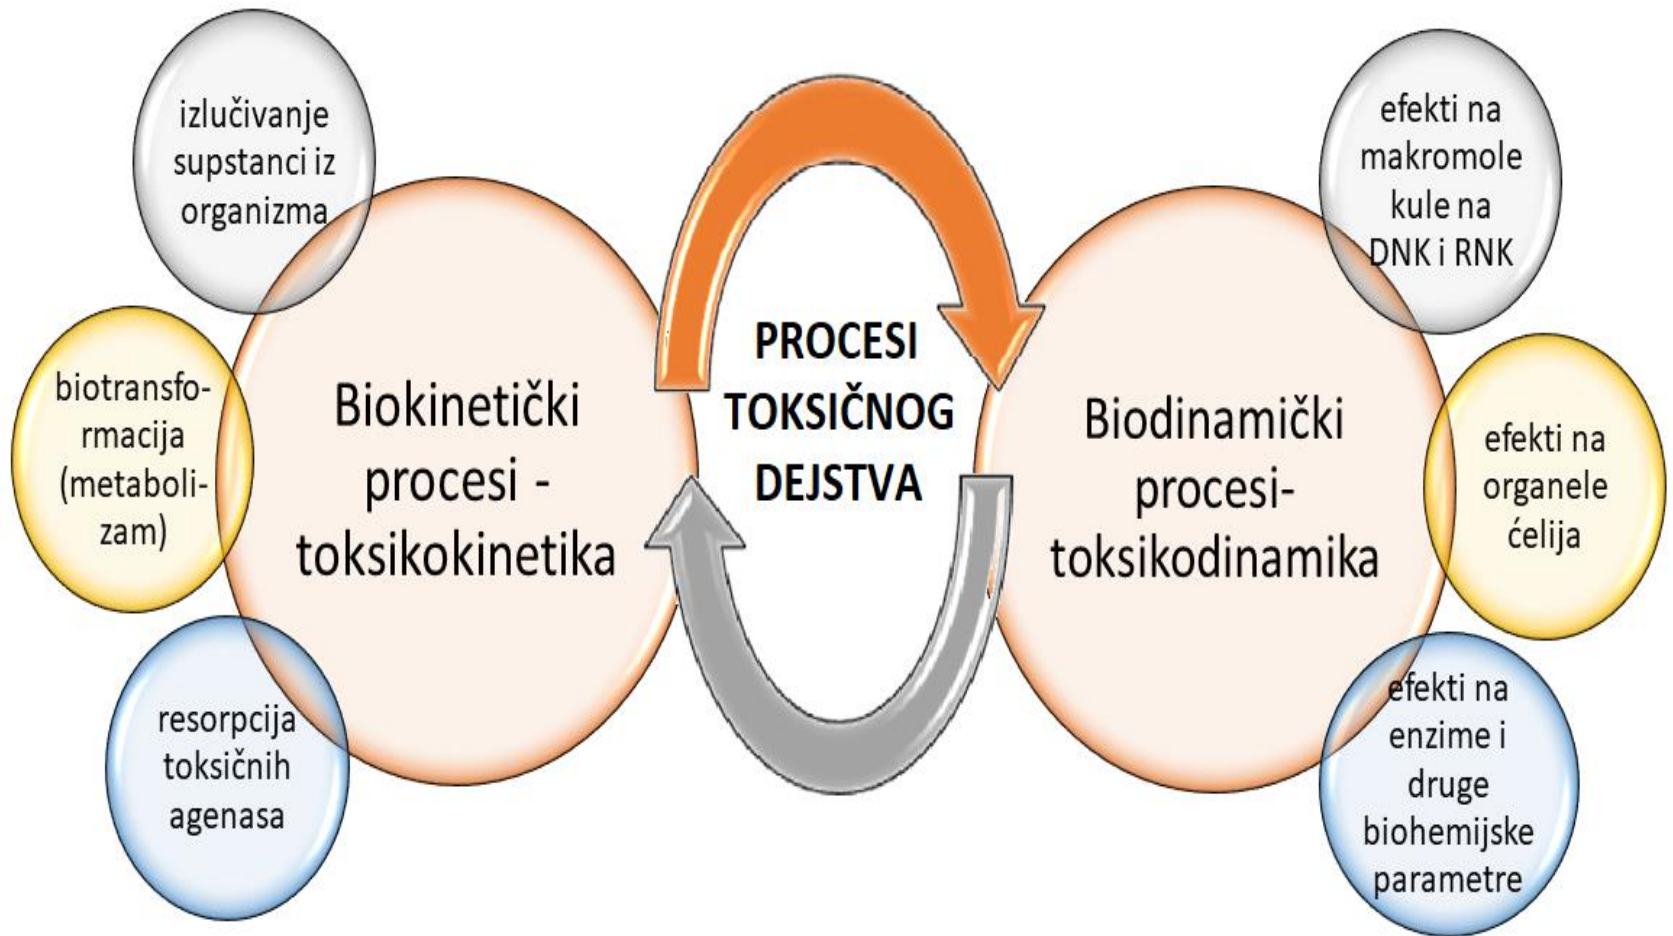 izlučivanje
supstanci iz
organizma
biotransfo-
rmacija
(metaboli-
zam)
resorpcija
toksičnih
agenasa
Biokinetički
procesi -
toksikokinetika
PROCESI
TOKSIČNOG
DEJSTVA
Biodinamički
procesi-
toksikodinamika
efekti na
makromole
kule na
DNK i RNK
efekti na
organele
ćelija
efekti na
enzime i
druge
biohemijske
parametre